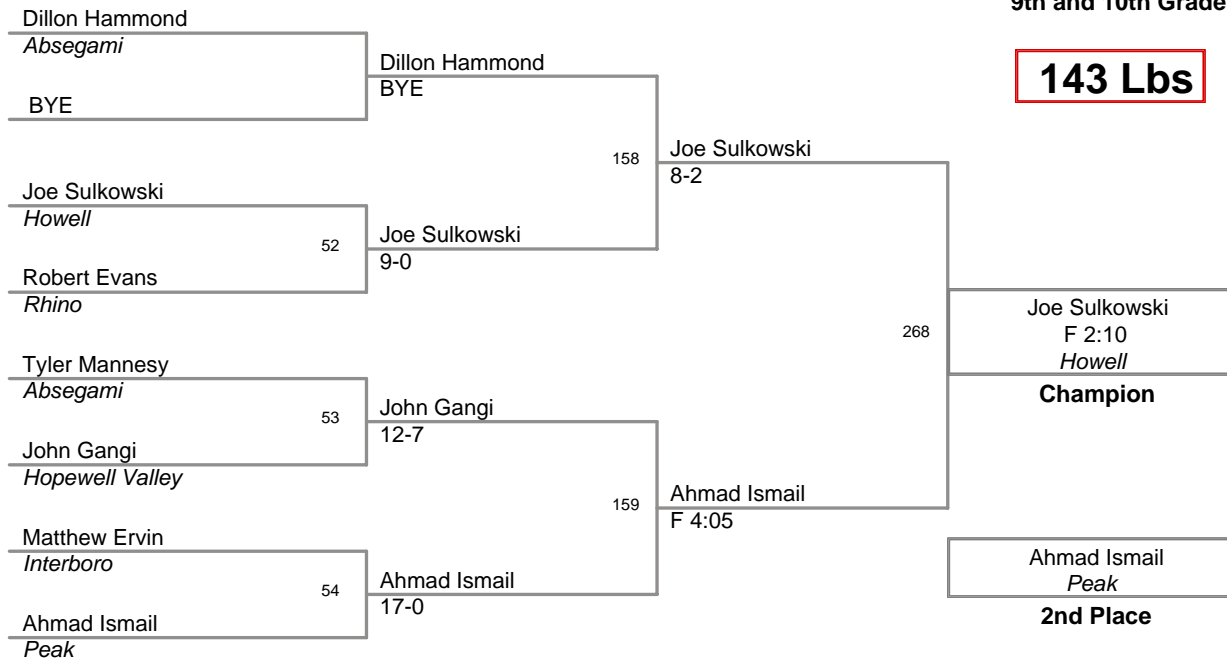 9th and 10th Grade
143 Lbs
Dillon Hammond
Absegami
BYE
Joe Sulkowski
Howell
52
Robert Evans
Rhino
Tyler Mannesy
Absegami
53
John Gangi
Hopewell Valley
Matthew Ervin
Interboro
54
Ahmad Ismail
Peak
Dillon Hammond
BYE
158
Joe Sulkowski
9-0
John Gangi
12-7
159
Ahmad Ismail
17-0
Joe Sulkowski
8-2
268
Ahmad Ismail
F 4:05
Joe Sulkowski
F 2:10
Howell
Champion
Ahmad Ismail
Peak
2nd Place